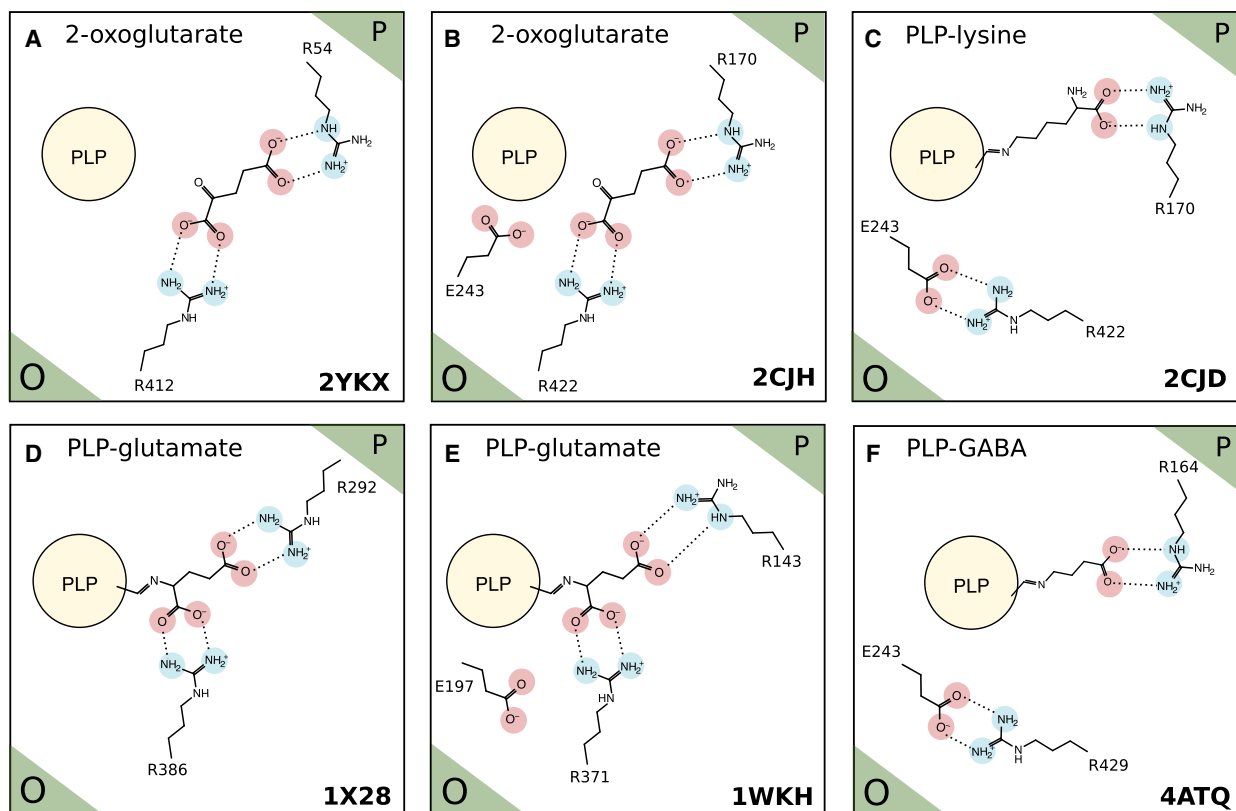 A 2-oxoglutarate P
R54
NH
NH2
NH2+
O-
O
PLP
O
O-
O
NH2
NH2+
NH
R412
O 2YKX
B 2-oxoglutarate P
R170
NH
NH2
NH2+
O-
O
PLP
O
O
O-
O-
O
E243
NH2
NH2+
NH
R422
O 2CJH
C PLP-lysine P
NH2
O
NH2+
NH2
O-
HN
PLP
N
R170
E243
O
O-
NH2
NH2+
N
H
R422
O 2CJD
D PLP-glutamate P
R292
NH2
NH
NH2+
O-
O
PLP
N
O
O-
NH2
NH2+
NH
R386
O 1X28
E PLP-glutamate P
NH2
NH2+
HN
R143
O-
O
PLP
N
O
O-
E197
O
O-
NH2
NH2+
HN
R371
O 1WKH
F PLP-GABA P
R164
O-
NH
NH2
O
NH2+
PLP
N
E243
O
O-
NH2
NH2+
N
H
R429
O 4ATQ